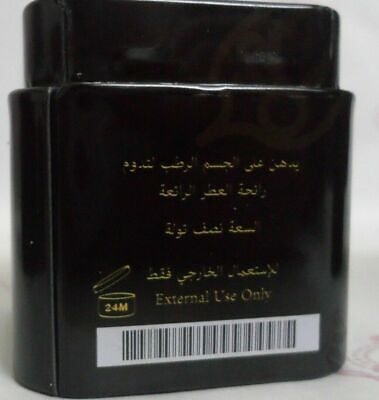 يدهن على الجسم الرطب لتدوم
رائحة العطر الرائعة
السعة نصف تولة
للإستعمال الخارجي فقط
External Use Only
24M